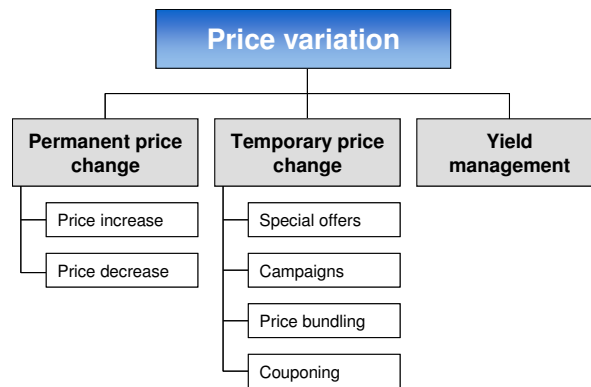 Price variation
Permanent price
change
Price increase
Price decrease
Temporary price
change
Special offers
Campaigns
Price bundling
Couponing
Yield
management